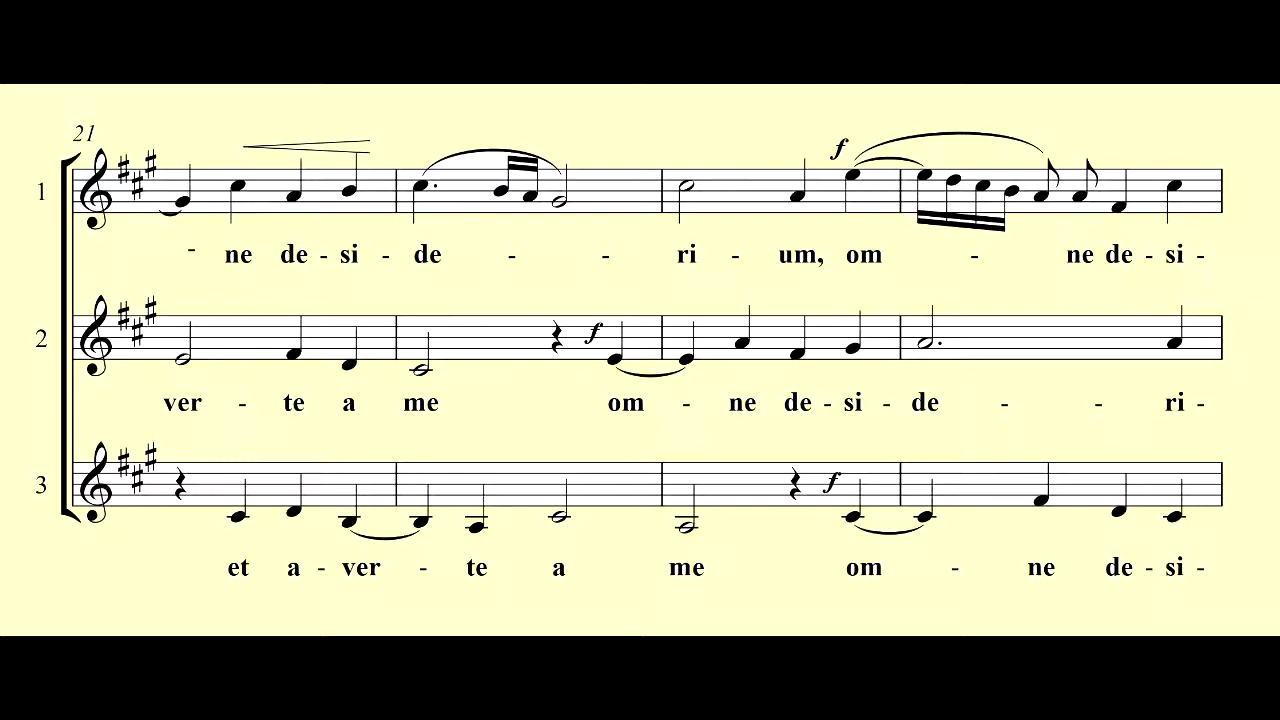 21
f
1
- ne de - si - de - - ri - um, om - ne de - si -
f
2
ver - te a me om - ne de - si - de - - ri -
f
3
et a - ver - te a me om - ne de - si -